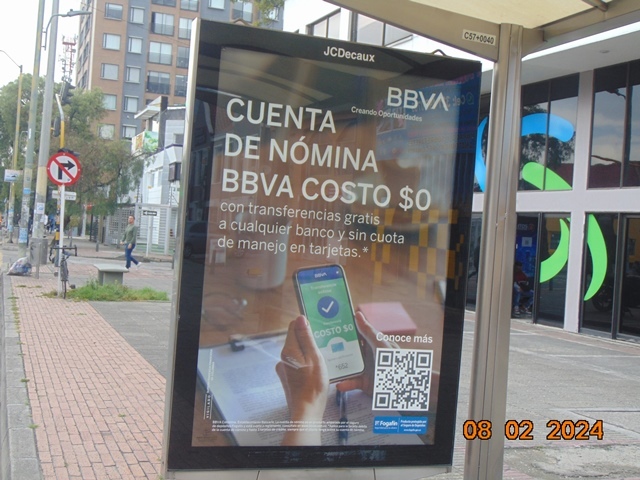 C57+0040
JCDecaux
BBVA
Creando Oportunidades
CUENTA
DE NÓMINA
BBVA COSTO $0
con transferencias gratis
a cualquier banco y sin cuota
de manejo en tarjetas.*
COSTO $0
Conoce más
Fogafín
08 02 2024